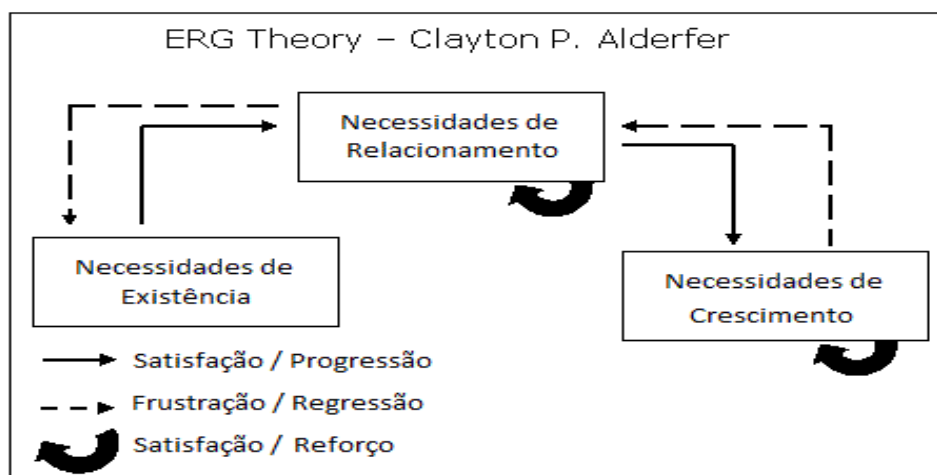 ERG Theory – Clayton P. Alderfer
Necessidades de
Relacionamento
Necessidades de
Existência
Necessidades de
Crescimento
Satisfação / Progressão
Frustração / Regressão
Satisfação / Reforço